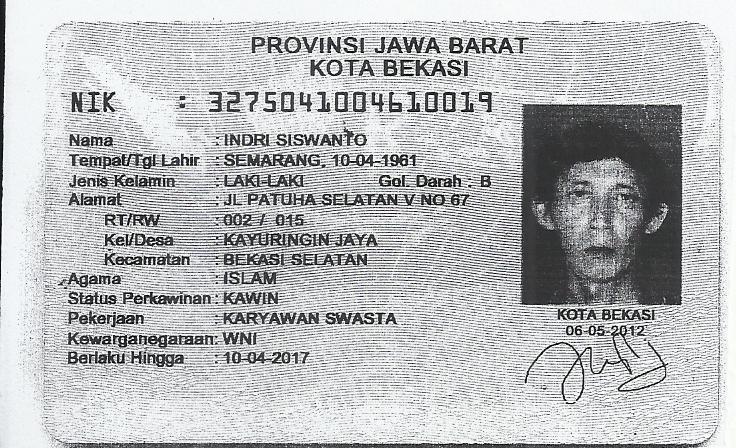 PROVINSI JAWA BARAT
KOTA BEKASI
NIK : 3275041004610019
Nama : INDRI SISWANTO
Tempat/Tgl Lahir : SEMARANG, 10-04-1961
Jenis Kelamin : LAKI-LAKI Gol. Darah : B
Alamat : JL PATUHA SELATAN V NO 67
RT/RW : 002 / 015
Kel/Desa : KAYURINGIN JAYA
Kecamatan : BEKASI SELATAN
Agama : ISLAM
Status Perkawinan : KAWIN
Pekerjaan : KARYAWAN SWASTA
Kewarganegaraan: WNI
Berlaku Hingga : 10-04-2017
KOTA BEKASI
06-05-2012